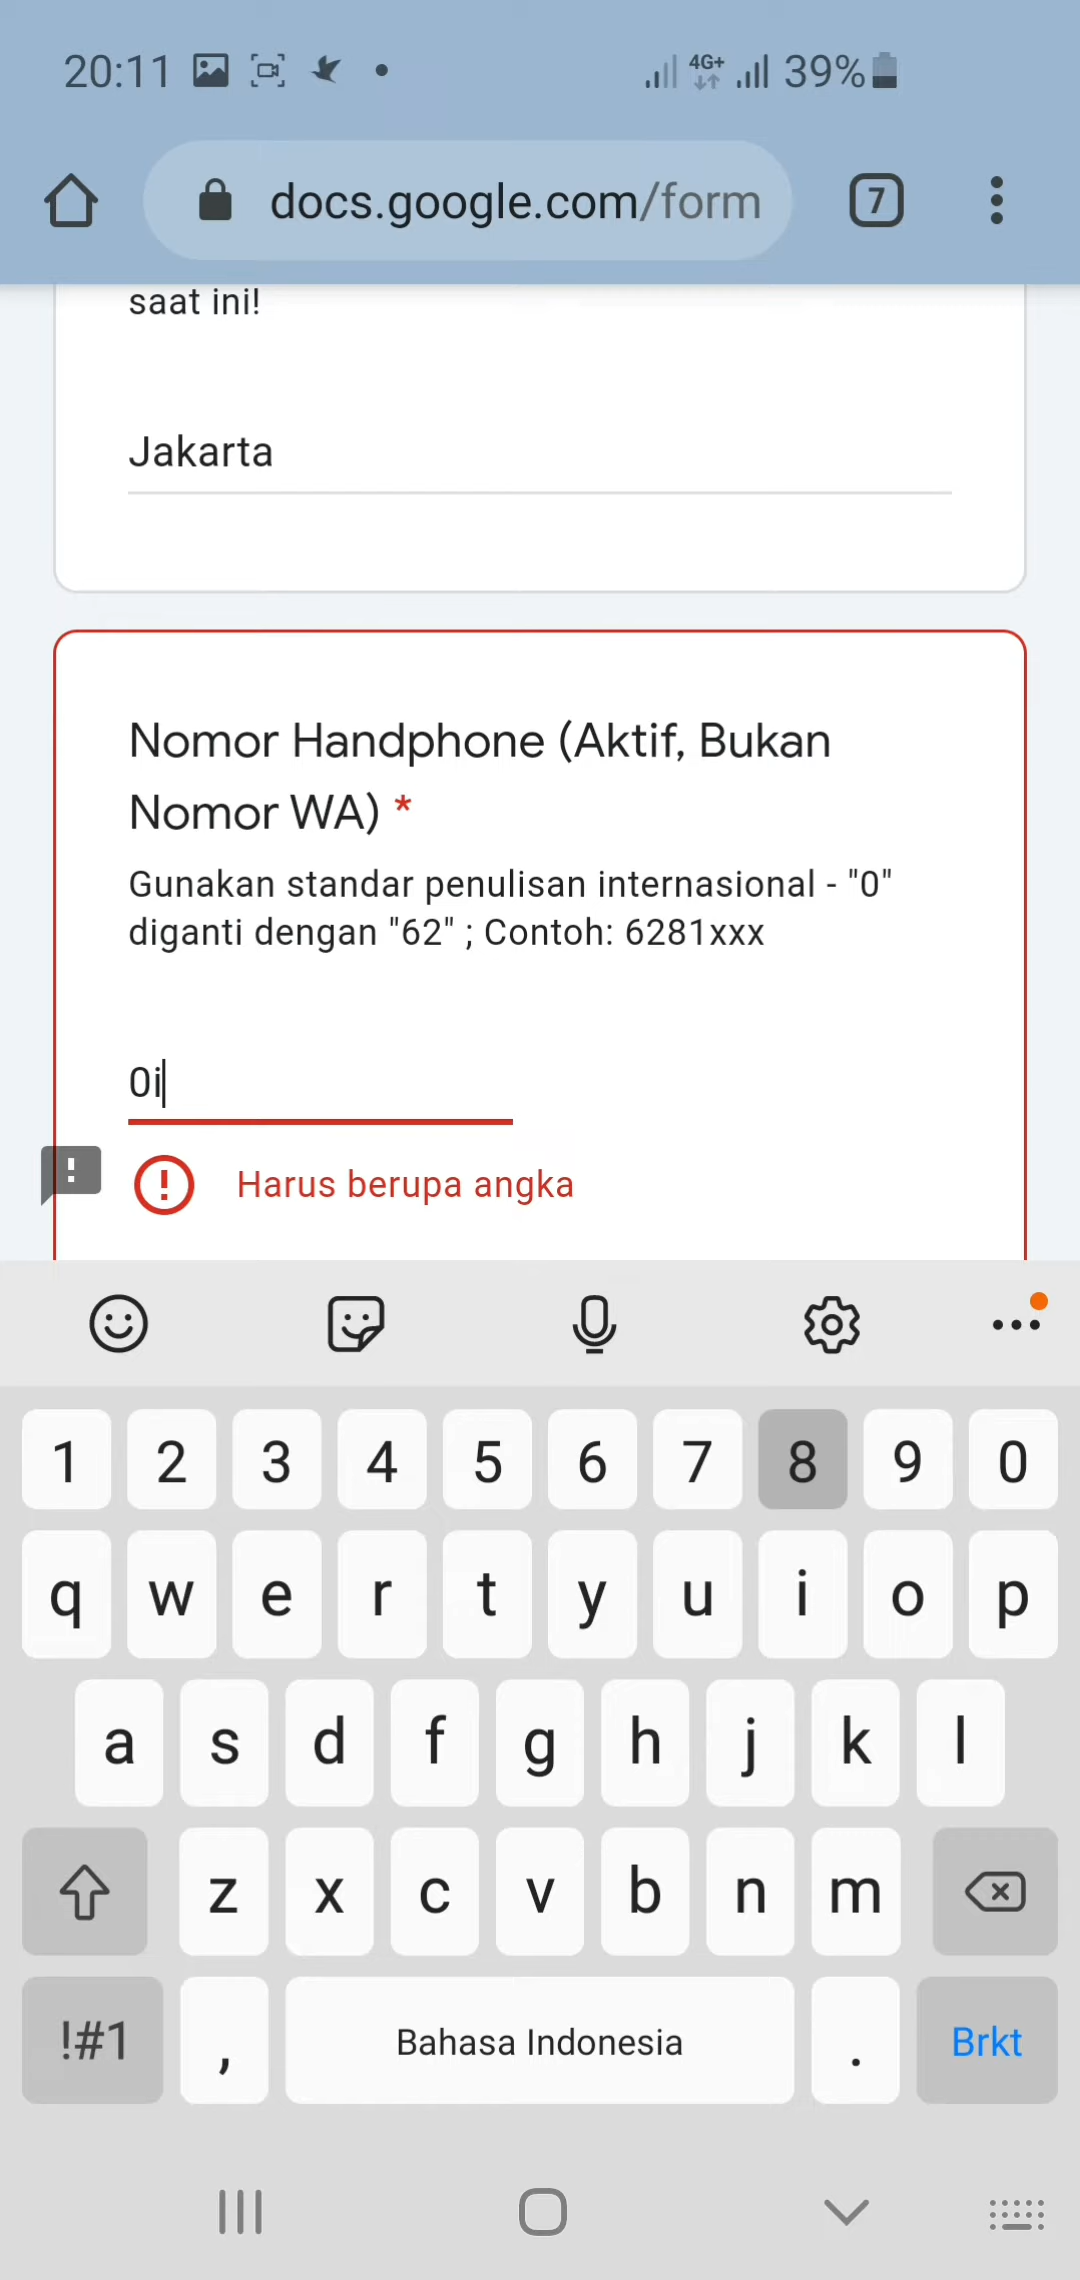 20:11 4G+ 39%
docs.google.com/form 7
saat ini!
Jakarta
Nomor Handphone (Aktif, Bukan
Nomor WA) *
Gunakan standar penulisan internasional - "0"
diganti dengan "62" ; Contoh: 6281xxx
0i
Harus berupa angka
1 2 3 4 5 6 7 8 9 0
q w e r t y u i o p
a s d f g h j k l
z x c v b n m
!#1 , Bahasa Indonesia . Brkt